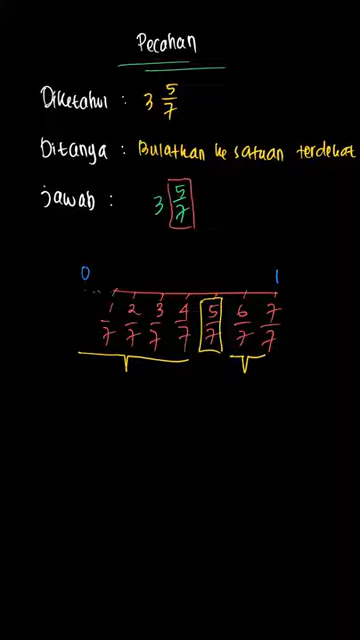 Pecahan
Diketahui : 3 5/7
Ditanya : Bulatkan ke satuan terdekat
jawab : 3 5/7
0 1
... 1/7 2/7 3/7 4/7 5/7 6/7 7/7